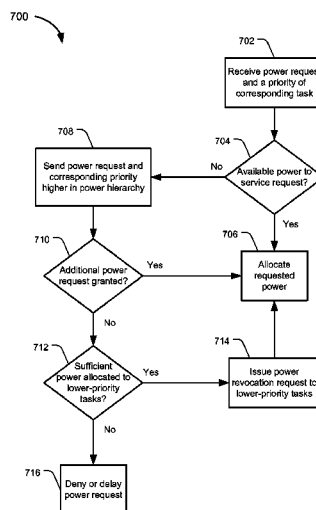 700
702
Receive power request
and a priority of
corresponding task
704
Available power to
service request?
No
Yes
708
Send power request and
corresponding priority
higher in power hierarchy
706
Allocate
requested
power
710
Additional power
request granted?
Yes
No
712
Sufficient
power allocated to
lower-priority
tasks?
Yes
No
714
Issue power
revocation request to
lower-priority tasks
716
Deny or delay
power request